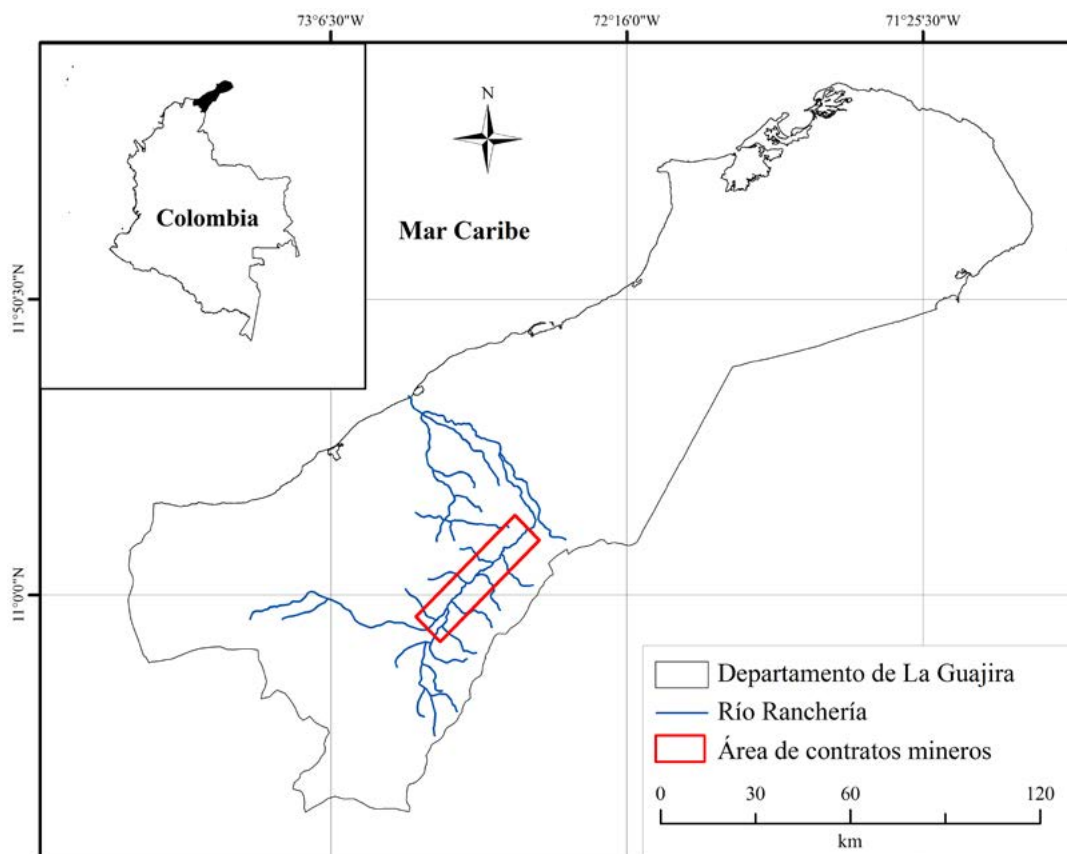 73°6'30"W
72°16'0"W
71°25'30"W
N
Colombia
Mar Caribe
11°50'30"N
11°0'0"N
Departamento de La Guajira
Río Ranchería
Área de contratos mineros
0 30 60 120
km